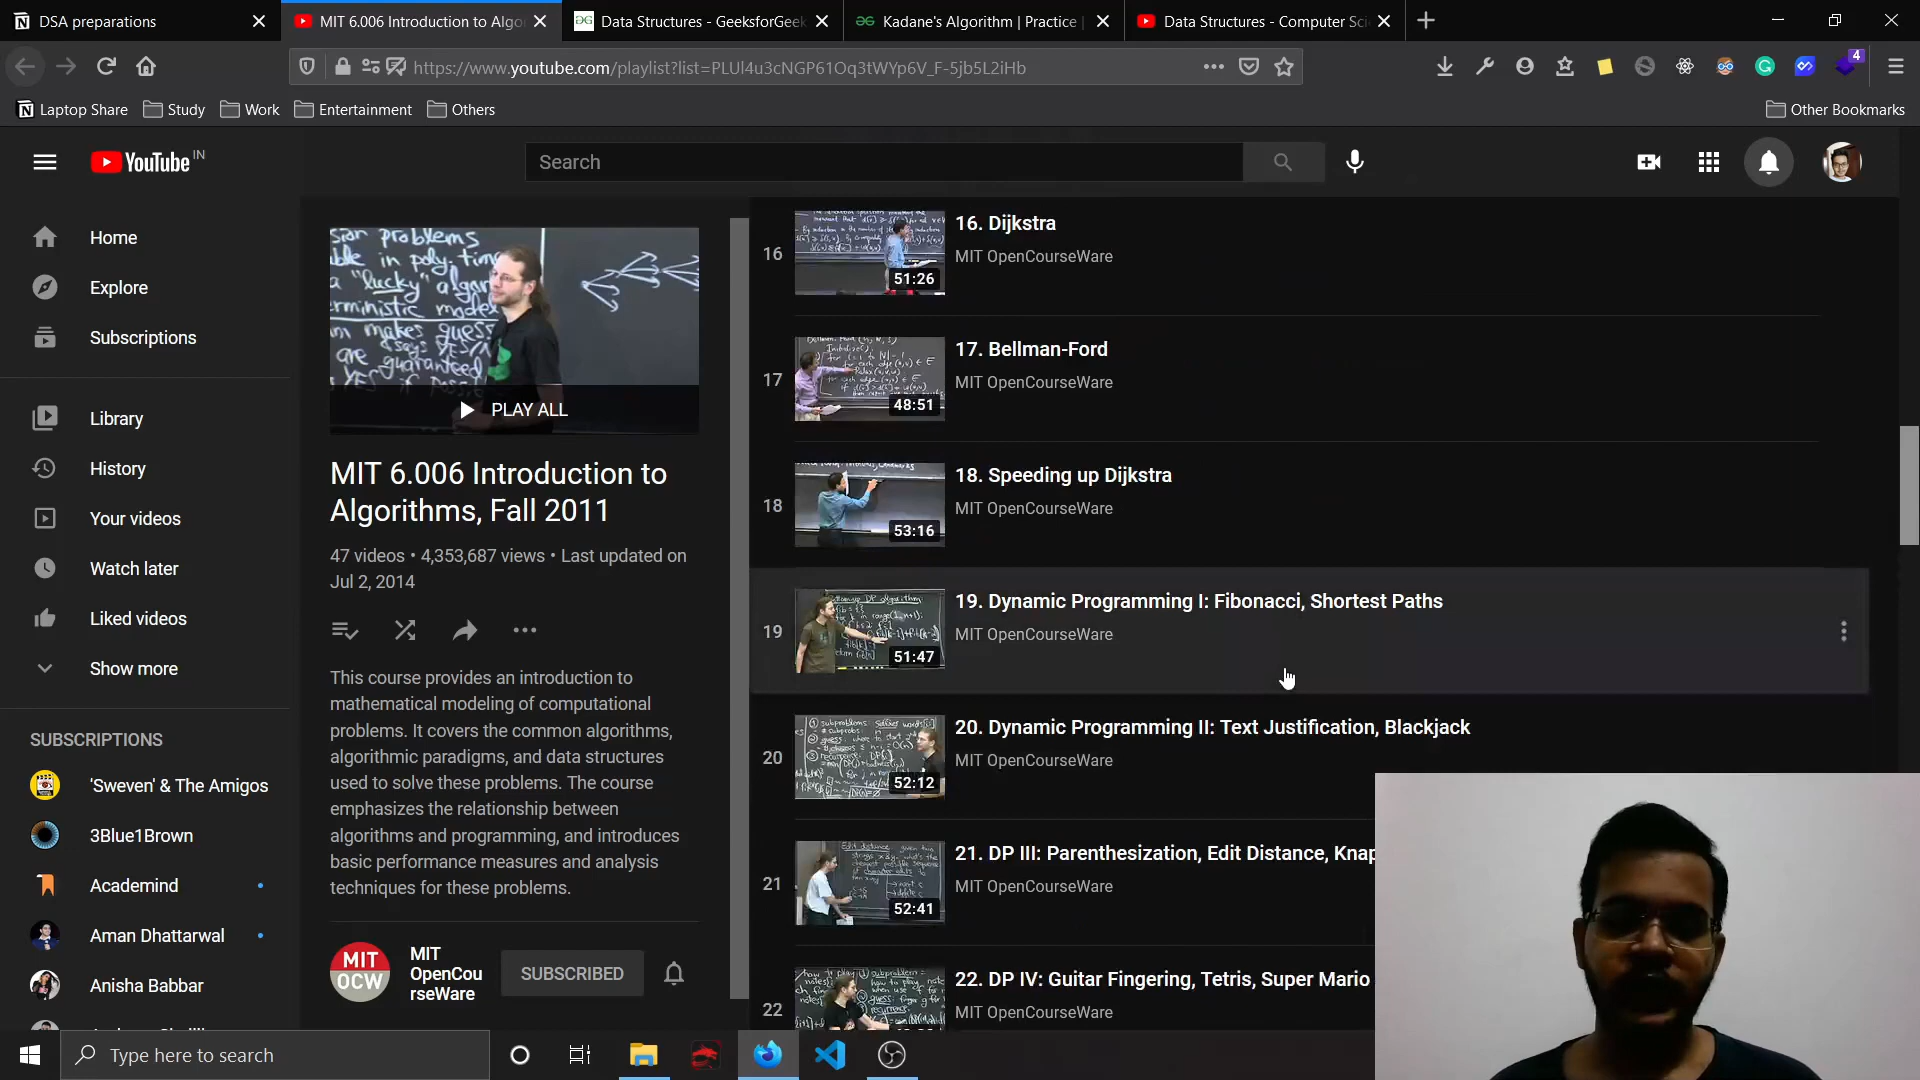 DSA preparations
MIT 6.006 Introduction to Algo
Data Structures - GeeksforGeek
Kadane's Algorithm | Practice |
Data Structures - Computer Sci
https://www.youtube.com/playlist?list=PLUl4u3cNGP61Oq3tWYp6V_F-5jb5L2iHb
4
Laptop Share
Study
Work
Entertainment
Others
Other Bookmarks
YouTube IN
Search
Home
Explore
Subscriptions
Library
History
Your videos
Watch later
Liked videos
Show more
SUBSCRIPTIONS
'Sweven' & The Amigos
3Blue1Brown
Academind
Aman Dhattarwal
Anisha Babbar
PLAY ALL
MIT 6.006 Introduction to
Algorithms, Fall 2011
47 videos • 4,353,687 views • Last updated on
Jul 2, 2014
This course provides an introduction to
mathematical modeling of computational
problems. It covers the common algorithms,
algorithmic paradigms, and data structures
used to solve these problems. The course
emphasizes the relationship between
algorithms and programming, and introduces
basic performance measures and analysis
techniques for these problems.
MIT
OCW
MIT
OpenCou
rseWare
SUBSCRIBED
16
51:26
16. Dijkstra
MIT OpenCourseWare
17
48:51
17. Bellman-Ford
MIT OpenCourseWare
18
53:16
18. Speeding up Dijkstra
MIT OpenCourseWare
19
51:47
19. Dynamic Programming I: Fibonacci, Shortest Paths
MIT OpenCourseWare
20
52:12
20. Dynamic Programming II: Text Justification, Blackjack
MIT OpenCourseWare
21
52:41
21. DP III: Parenthesization, Edit Distance, Knap
MIT OpenCourseWare
22
22. DP IV: Guitar Fingering, Tetris, Super Mario
MIT OpenCourseWare
Type here to search